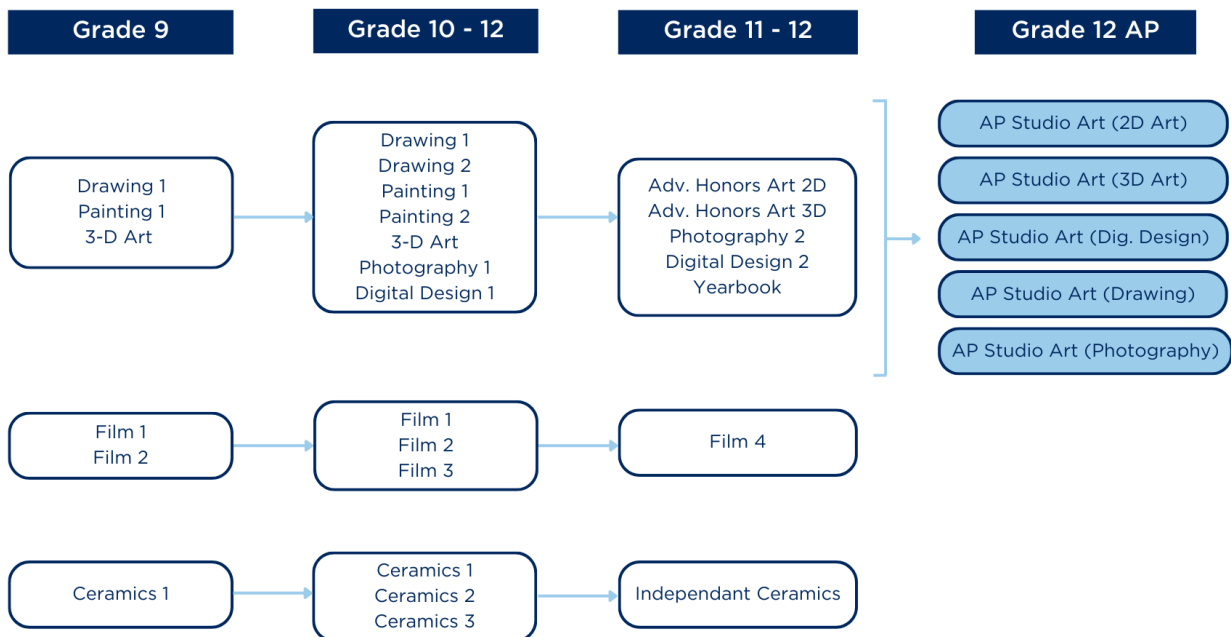 Grade 9
Grade 10 - 12
Grade 11 - 12
Grade 12 AP
Drawing 1
Painting 1
3-D Art
Drawing 1
Drawing 2
Painting 1
Painting 2
3-D Art
Photography 1
Digital Design 1
Adv. Honors Art 2D
Adv. Honors Art 3D
Photography 2
Digital Design 2
Yearbook
AP Studio Art (2D Art)
AP Studio Art (3D Art)
AP Studio Art (Dig. Design)
AP Studio Art (Drawing)
AP Studio Art (Photography)
Film 1
Film 2
Film 1
Film 2
Film 3
Film 4
Ceramics 1
Ceramics 1
Ceramics 2
Ceramics 3
Independant Ceramics